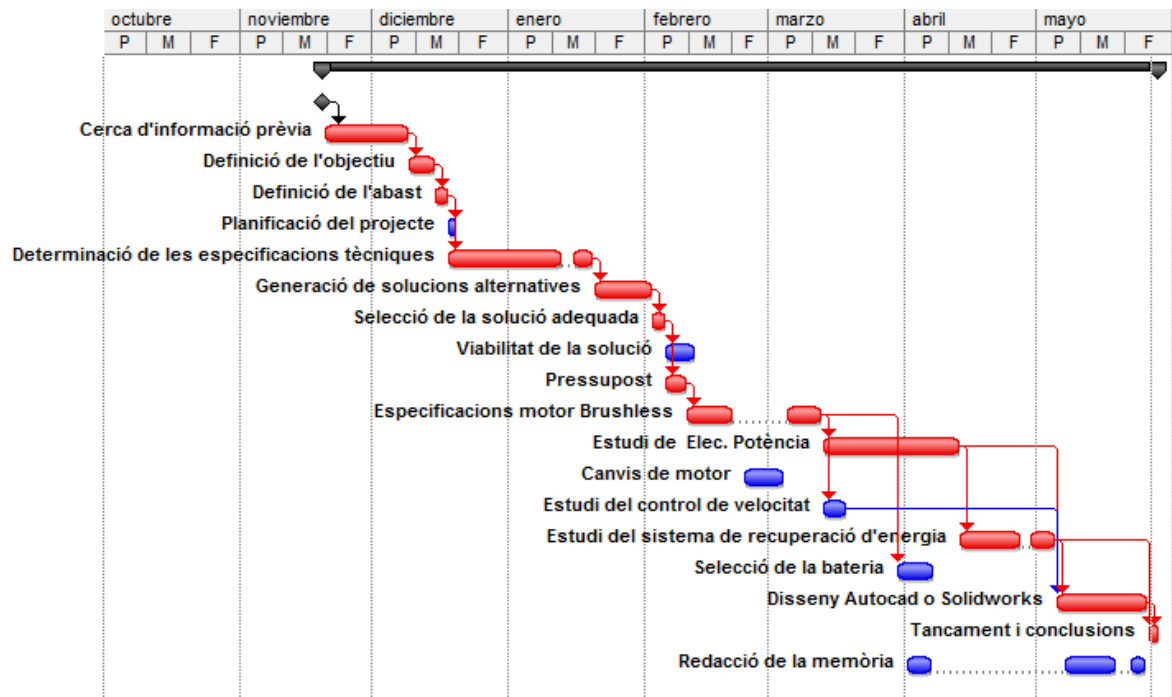 octubre noviembre diciembre enero febrero marzo abril mayo
P M F P M F P M F P M F P M F P M F P M F P M F
Cerca d'informació prèvia
Definició de l'objectiu
Definició de l'abast
Planificació del projecte
Determinació de les especificacions tècniques
Generació de solucions alternatives
Selecció de la solució adequada
Viabilitat de la solució
Pressupost
Especificacions motor Brushless
Estudi de Elec. Potència
Canvis de motor
Estudi del control de velocitat
Estudi del sistema de recuperació d'energia
Selecció de la bateria
Disseny Autocad o Solidworks
Tancament i conclusions
Redacció de la memòria